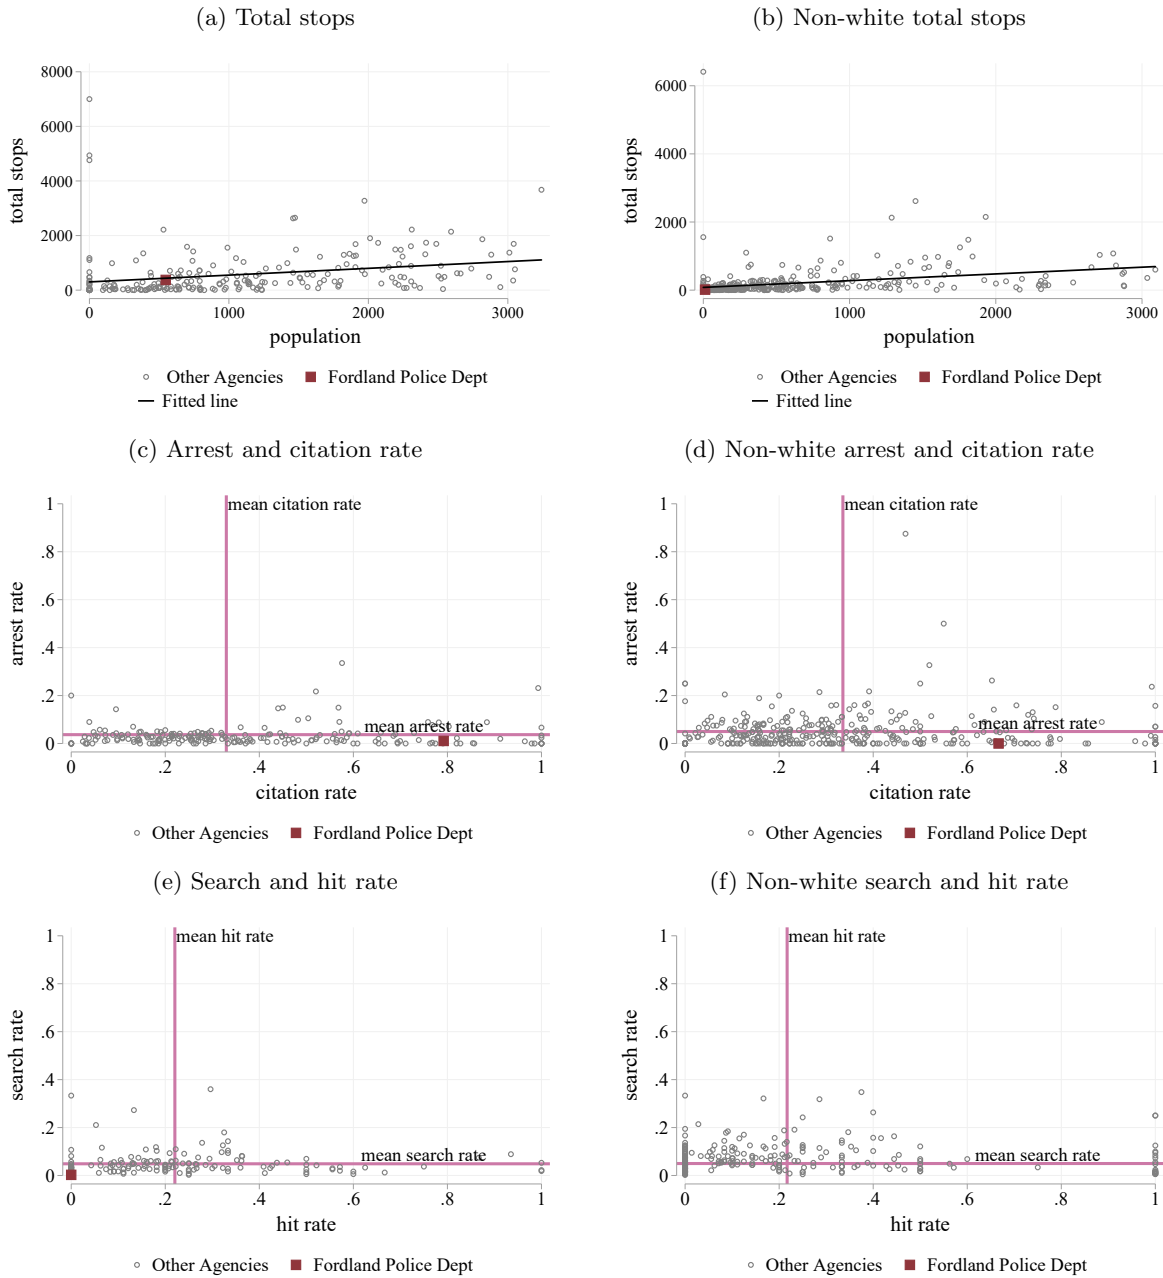 (a) Total stops
(b) Non-white total stops
8000
6000
4000
2000
0
total stops
0 1000 2000 3000
population
Other Agencies Fordland Police Dept
Fitted line
6000
4000
2000
0
total stops
0 1000 2000 3000
population
Other Agencies Fordland Police Dept
Fitted line
(c) Arrest and citation rate
(d) Non-white arrest and citation rate
1
.8
.6
.4
.2
0
arrest rate
mean citation rate
mean arrest rate
0 .2 .4 .6 .8 1
citation rate
Other Agencies Fordland Police Dept
1
.8
.6
.4
.2
0
arrest rate
mean citation rate
mean arrest rate
0 .2 .4 .6 .8 1
citation rate
Other Agencies Fordland Police Dept
(e) Search and hit rate
(f) Non-white search and hit rate
1
.8
.6
.4
.2
0
search rate
mean hit rate
mean search rate
0 .2 .4 .6 .8 1
hit rate
Other Agencies Fordland Police Dept
1
.8
.6
.4
.2
0
search rate
mean hit rate
mean search rate
0 .2 .4 .6 .8 1
hit rate
Other Agencies Fordland Police Dept